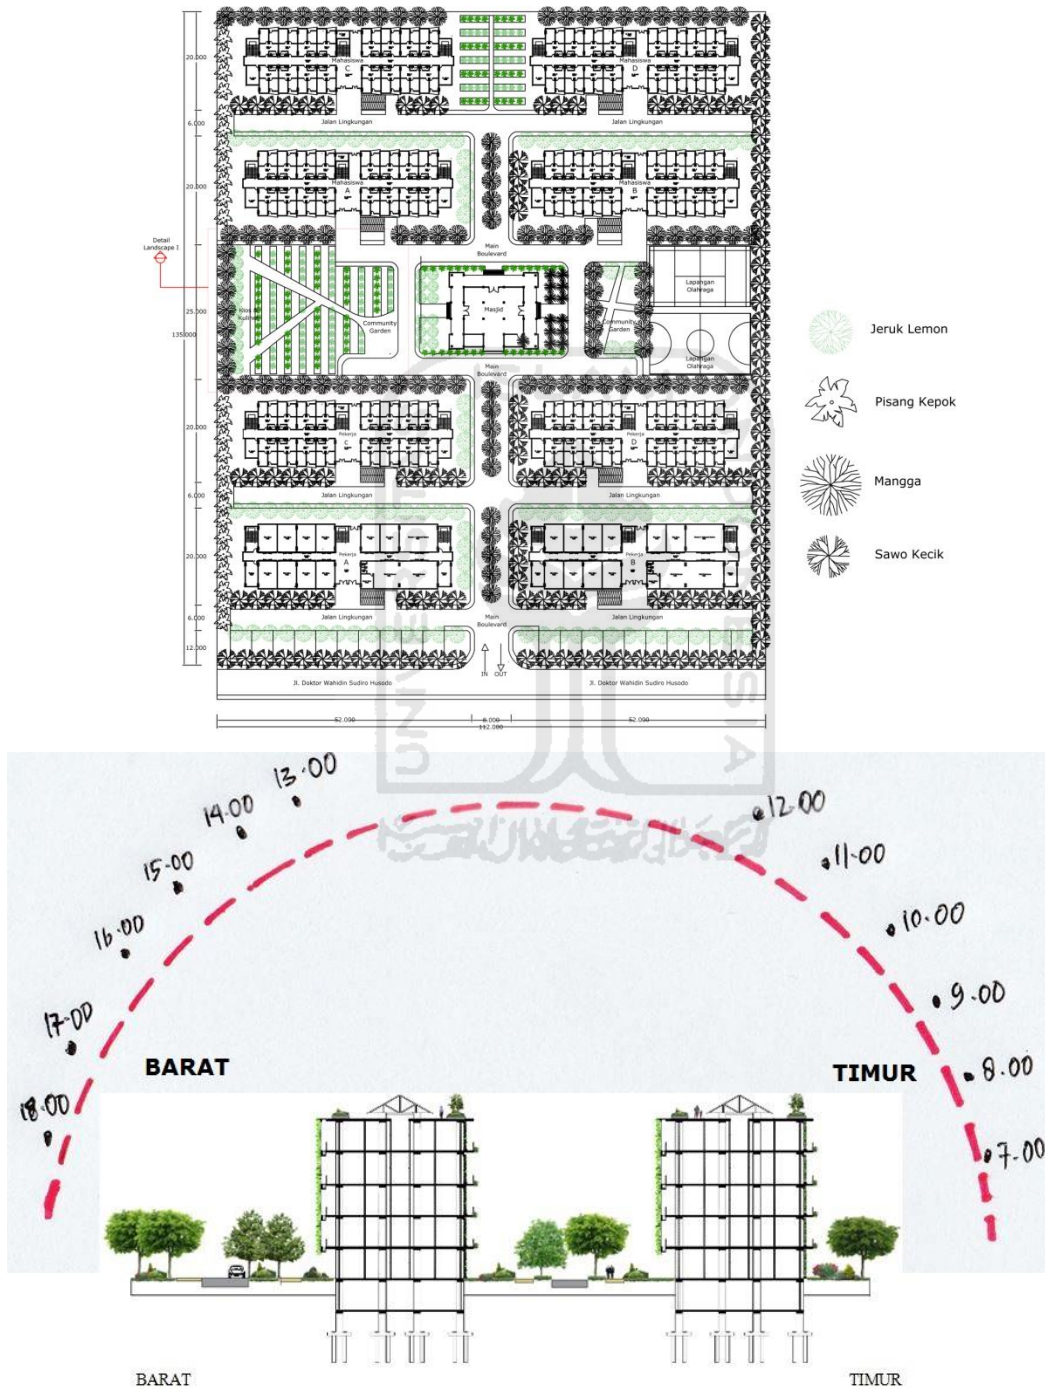 20.000
Mahasiswa
C
Mahasiswa
D
6.000
Jalan Lingkungan
Jalan Lingkungan
20.000
Mahasiswa
A
Mahasiswa
B
Detail
Landscape I
Main
Boulevard
Lapangan
Olahraga
25.000
135.000
Kios &
Kuliner
Community
Garden
Masjid
Community
Garden
Lapangan
Olahraga
Main
Boulevard
20.000
Pekerja
C
Pekerja
D
6.000
Jalan Lingkungan
Jalan Lingkungan
20.000
Pekerja
A
Pekerja
B
6.000
Jalan Lingkungan
Main
Boulevard
Jalan Lingkungan
12.000
IN OUT
Jl. Doktor Wahidin Sudiro Husodo
Jl. Doktor Wahidin Sudiro Husodo
52.000
8.000
52.000
112.000
Jeruk Lemon
Pisang Kepok
Mangga
Sawo Kecik
UNIVERSITAS
INDONESIA
13.00
14.00
15.00
16.00
17.00
18.00
12.00
11.00
10.00
9.00
8.00
7.00
BARAT
TIMUR
BARAT
TIMUR